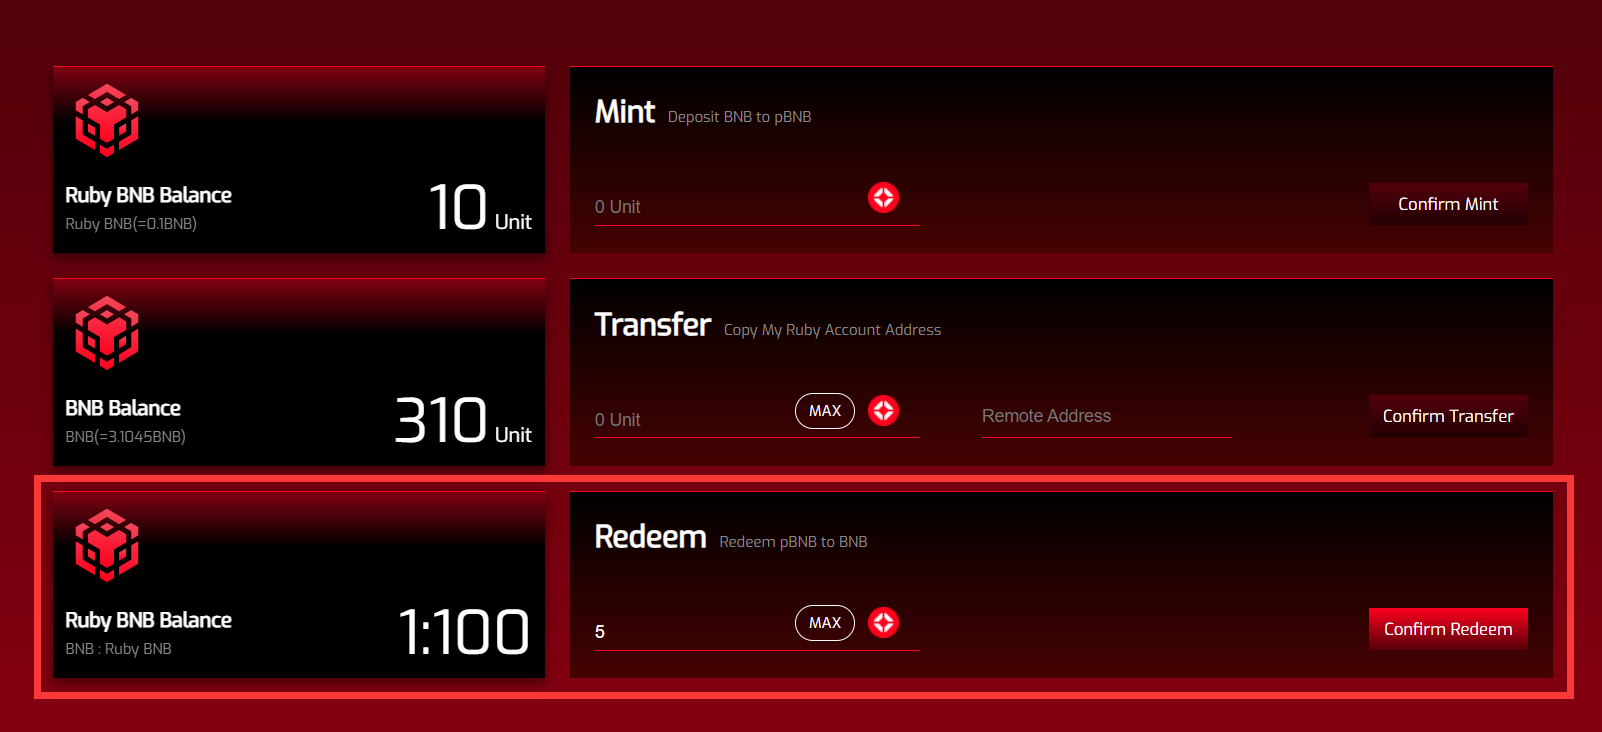 Mint Deposit BNB to pBNB
Ruby BNB Balance
Ruby BNB(=0.1BNB)
10 Unit
0 Unit
Confirm Mint
Transfer Copy My Ruby Account Address
BNB Balance
BNB(=3.1045BNB)
310 Unit
0 Unit
MAX
Remote Address
Confirm Transfer
Redeem Redeem pBNB to BNB
Ruby BNB Balance
BNB : Ruby BNB
1:100
5
MAX
Confirm Redeem